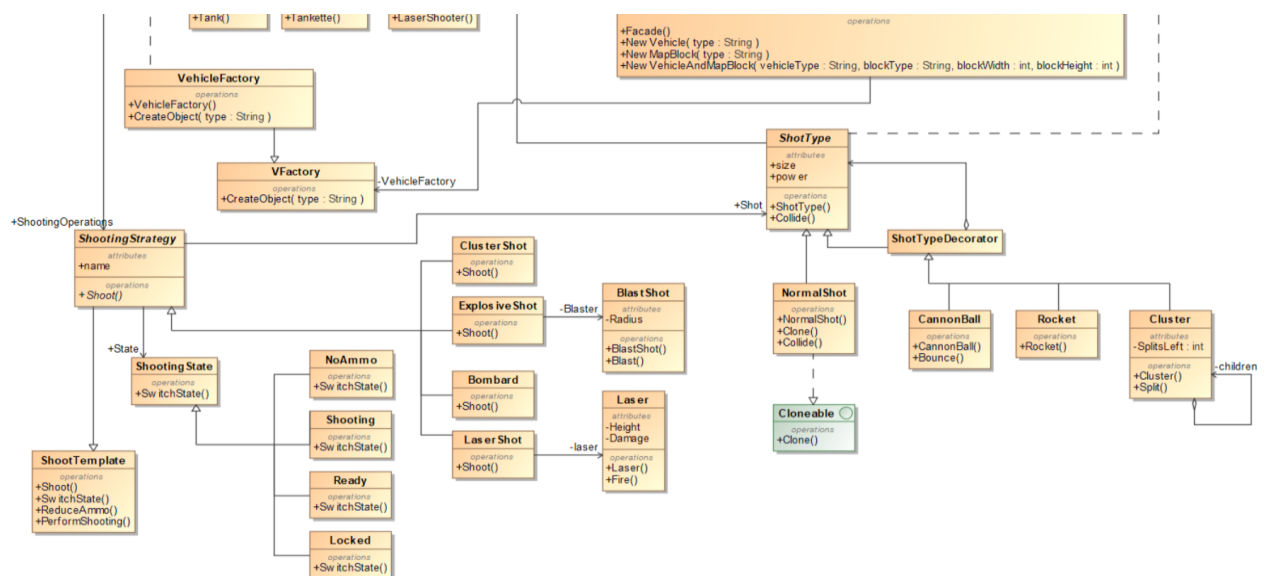 +Tank()
+Tankette()
+LaserShooter()
operations
+Facade()
+New Vehicle( type : String )
+New MapBlock( type : String )
+New VehicleAndMapBlock( vehicleType : String, blockType : String, blockWidth : int, blockHeight : int )
VehicleFactory
operations
+VehicleFactory()
+CreateObject( type : String )
VFactory
operations
+CreateObject( type : String )
-VehicleFactory
ShotType
attributes
+size
+power
operations
+ShotType()
+Collide()
+Shot
+ShootingOperations
ShootingStrategy
attributes
+name
operations
+Shoot()
ShotTypeDecorator
ClusterShot
operations
+Shoot()
ExplosiveShot
operations
+Shoot()
-Blaster
BlastShot
attributes
-Radius
operations
+BlastShot()
+Blast()
NormalShot
operations
+NormalShot()
+Clone()
+Collide()
CannonBall
operations
+CannonBall()
+Bounce()
Rocket
operations
+Rocket()
Cluster
attributes
-SplitsLeft : int
operations
+Cluster()
+Split()
-children
+State
ShootingState
operations
+SwitchState()
NoAmmo
operations
+SwitchState()
Bombard
operations
+Shoot()
Shooting
operations
+SwitchState()
LaserShot
operations
+Shoot()
-laser
Laser
attributes
-Height
-Damage
operations
+Laser()
+Fire()
Cloneable
operations
+Clone()
ShootTemplate
operations
+Shoot()
+SwitchState()
+ReduceAmmo()
+PerformShooting()
Ready
operations
+SwitchState()
Locked
operations
+SwitchState()